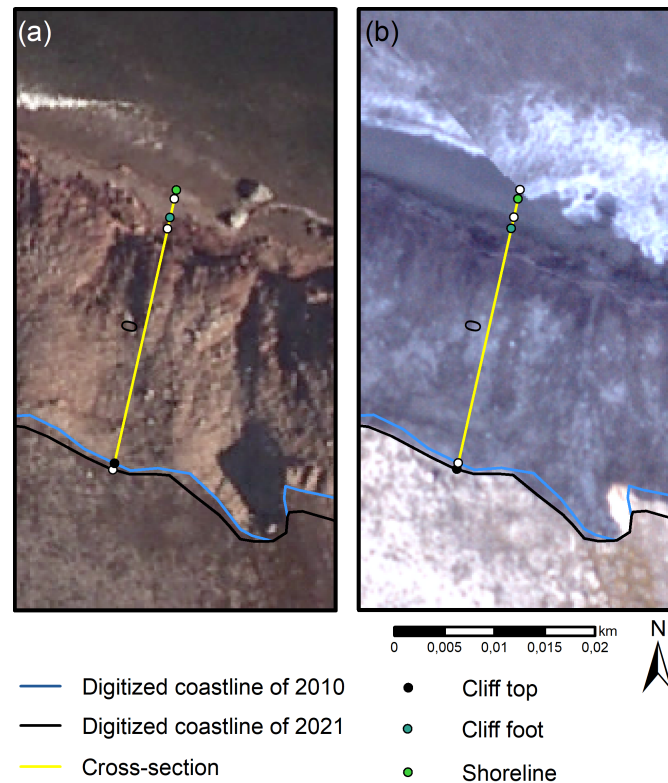 (a)
(b)
N
km
0 0,005 0,01 0,015 0,02
Digitized coastline of 2010
Digitized coastline of 2021
Cross-section
Cliff top
Cliff foot
Shoreline